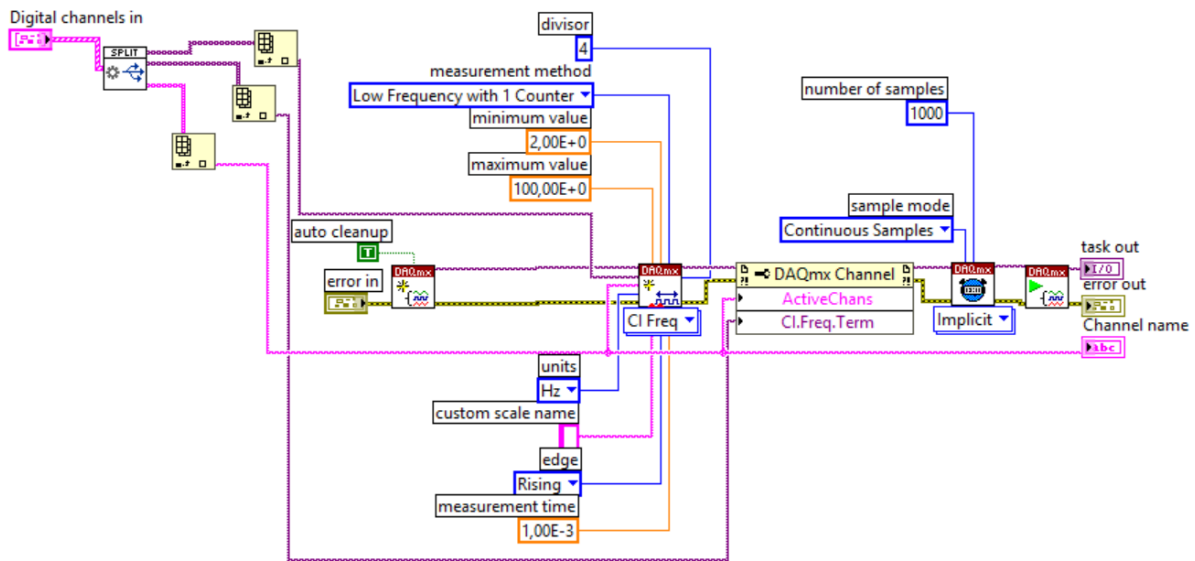 Digital channels in
SPLIT
divisor
4
measurement method
Low Frequency with 1 Counter
minimum value
2,00E+0
maximum value
100,00E+0
number of samples
1000
sample mode
Continuous Samples
auto cleanup
T
error in
DAQmx
DAQmx
CI Freq
DAQmx Channel
ActiveChans
CI.Freq.Term
DAQmx
Implicit
DAQmx
task out
I/O
error out
Channel name
abc
units
Hz
custom scale name
edge
Rising
measurement time
1,00E-3